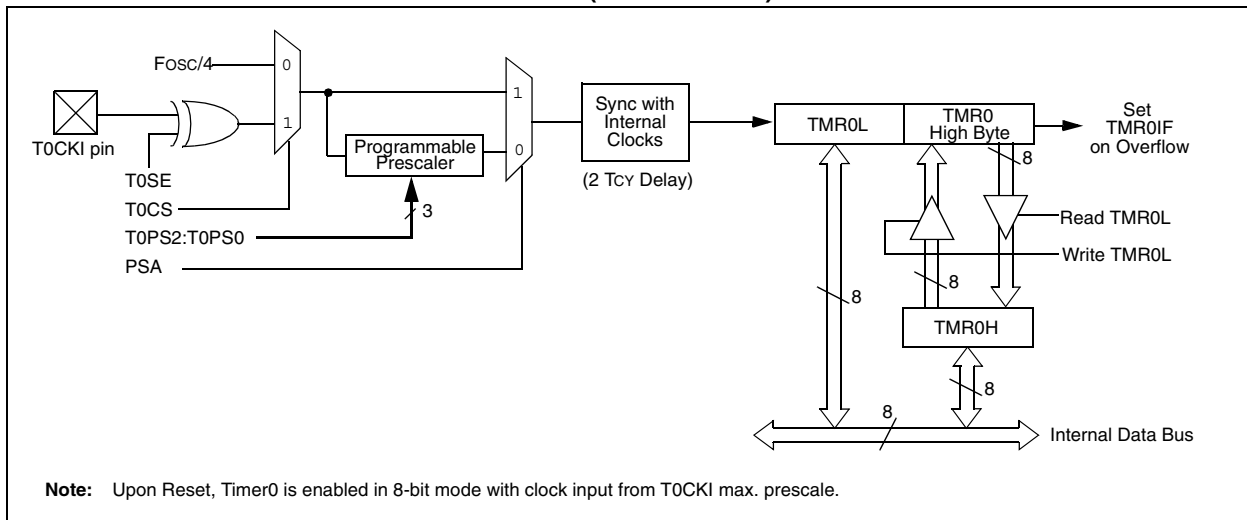 FOSC/4
0
1
T0CKI pin
T0SE
T0CS
T0PS2:T0PS0
PSA
Programmable
Prescaler
3
1
0
Sync with
Internal
Clocks
(2 TCY Delay)
TMR0L
TMR0
High Byte
Set
TMR0IF
on Overflow
8
Read TMR0L
Write TMR0L
8
8
TMR0H
8
8
Internal Data Bus
Note: Upon Reset, Timer0 is enabled in 8-bit mode with clock input from T0CKI max. prescale.